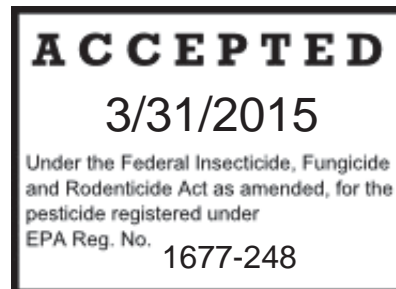 ACCEPTED
3/31/2015
Under the Federal Insecticide, Fungicide
and Rodenticide Act as amended, for the
pesticide registered under
EPA Reg. No. 1677-248